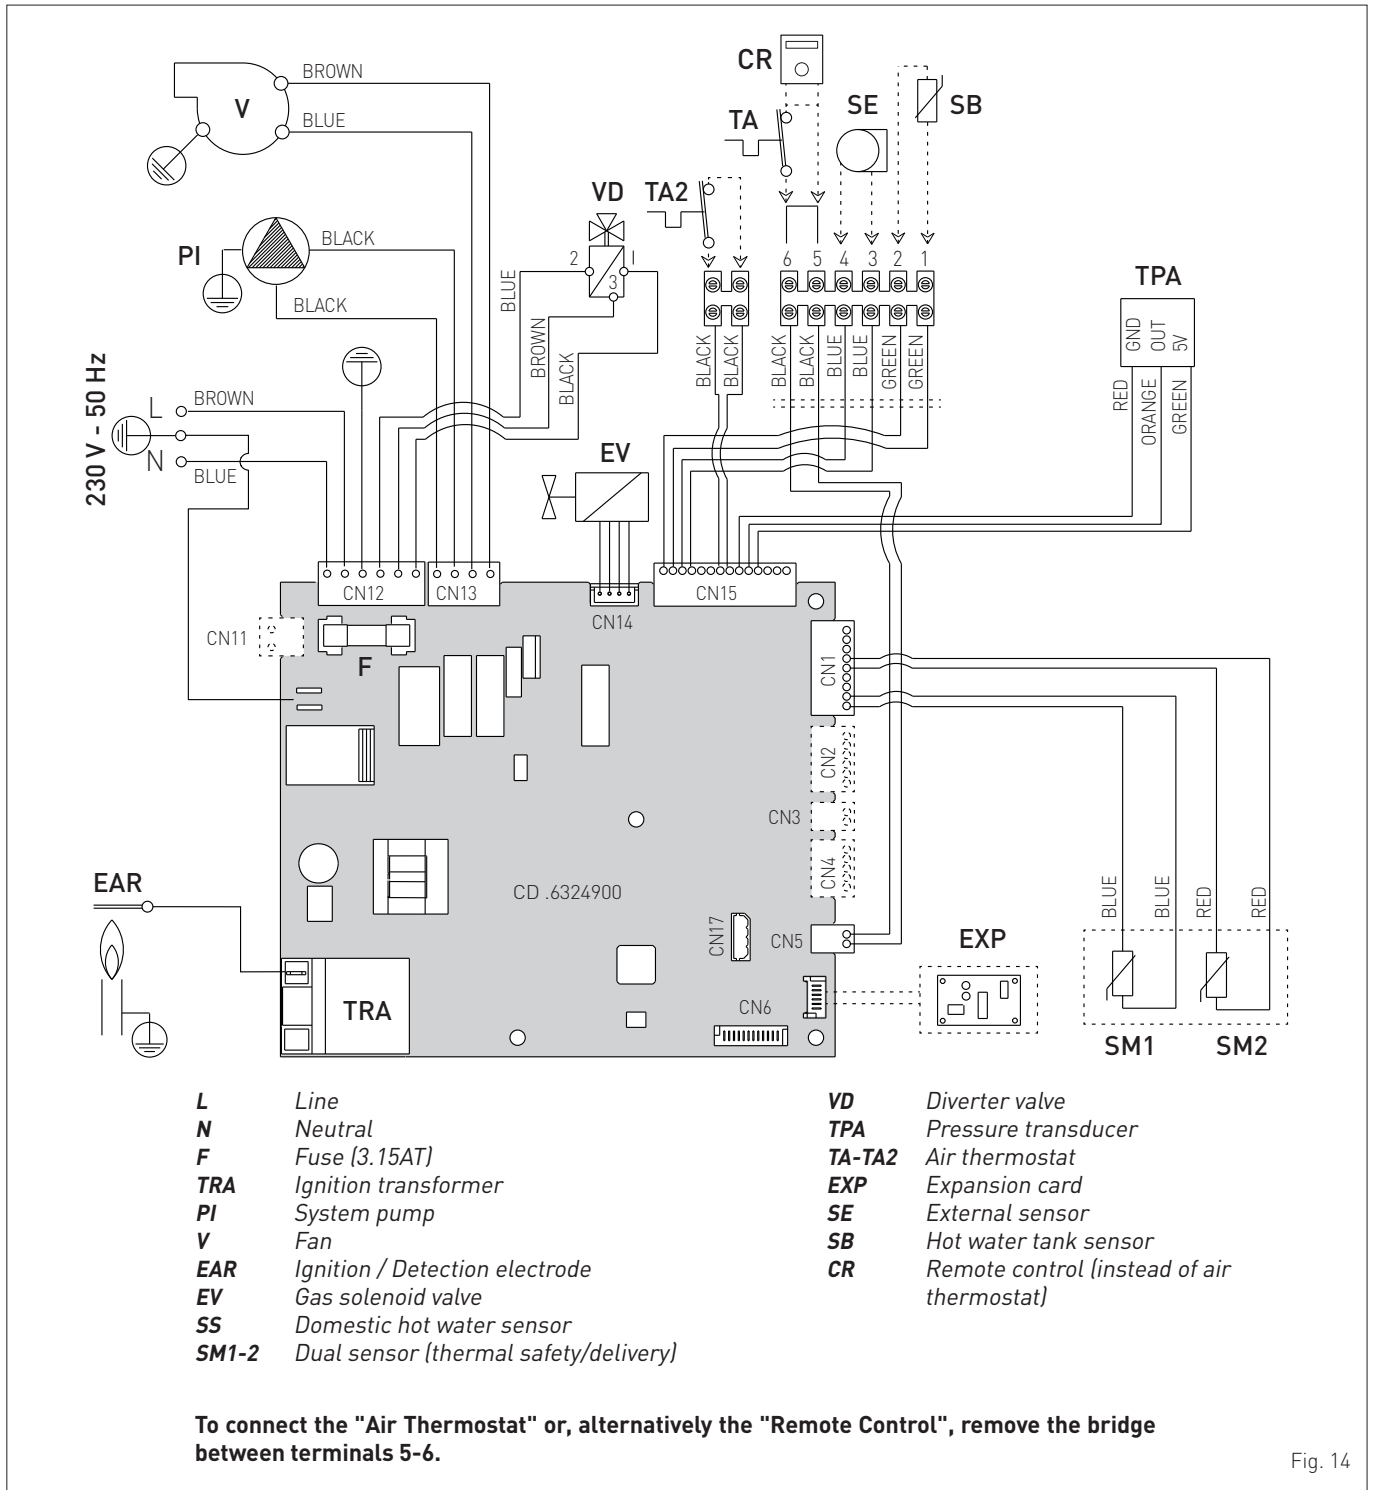 CR
BROWN
V
SE
SB
BLUE
TA
VD
TA2
PI
BLACK
2
1
3
6
5
4
3
2
1
TPA
BLACK
BLUE
BROWN
BLACK
BLACK
BLACK
BLACK
BLACK
BLUE
BLUE
GREEN
GREEN
GND
OUT
5V
RED
ORANGE
GREEN
230 V - 50 Hz
L
BROWN
N
BLUE
EV
CN12
CN13
CN14
CN15
CN11
F
CN1
CN2
CN3
CN4
EAR
CD .6324900
CN17
CN5
BLUE
BLUE
RED
RED
EXP
TRA
CN6
SM1
SM2
L Line
N Neutral
F Fuse (3.15AT)
TRA Ignition transformer
PI System pump
V Fan
EAR Ignition / Detection electrode
EV Gas solenoid valve
SS Domestic hot water sensor
SM1-2 Dual sensor (thermal safety/delivery)
VD Diverter valve
TPA Pressure transducer
TA-TA2 Air thermostat
EXP Expansion card
SE External sensor
SB Hot water tank sensor
CR Remote control (instead of air
thermostat)
To connect the "Air Thermostat" or, alternatively the "Remote Control", remove the bridge
between terminals 5-6.
Fig. 14